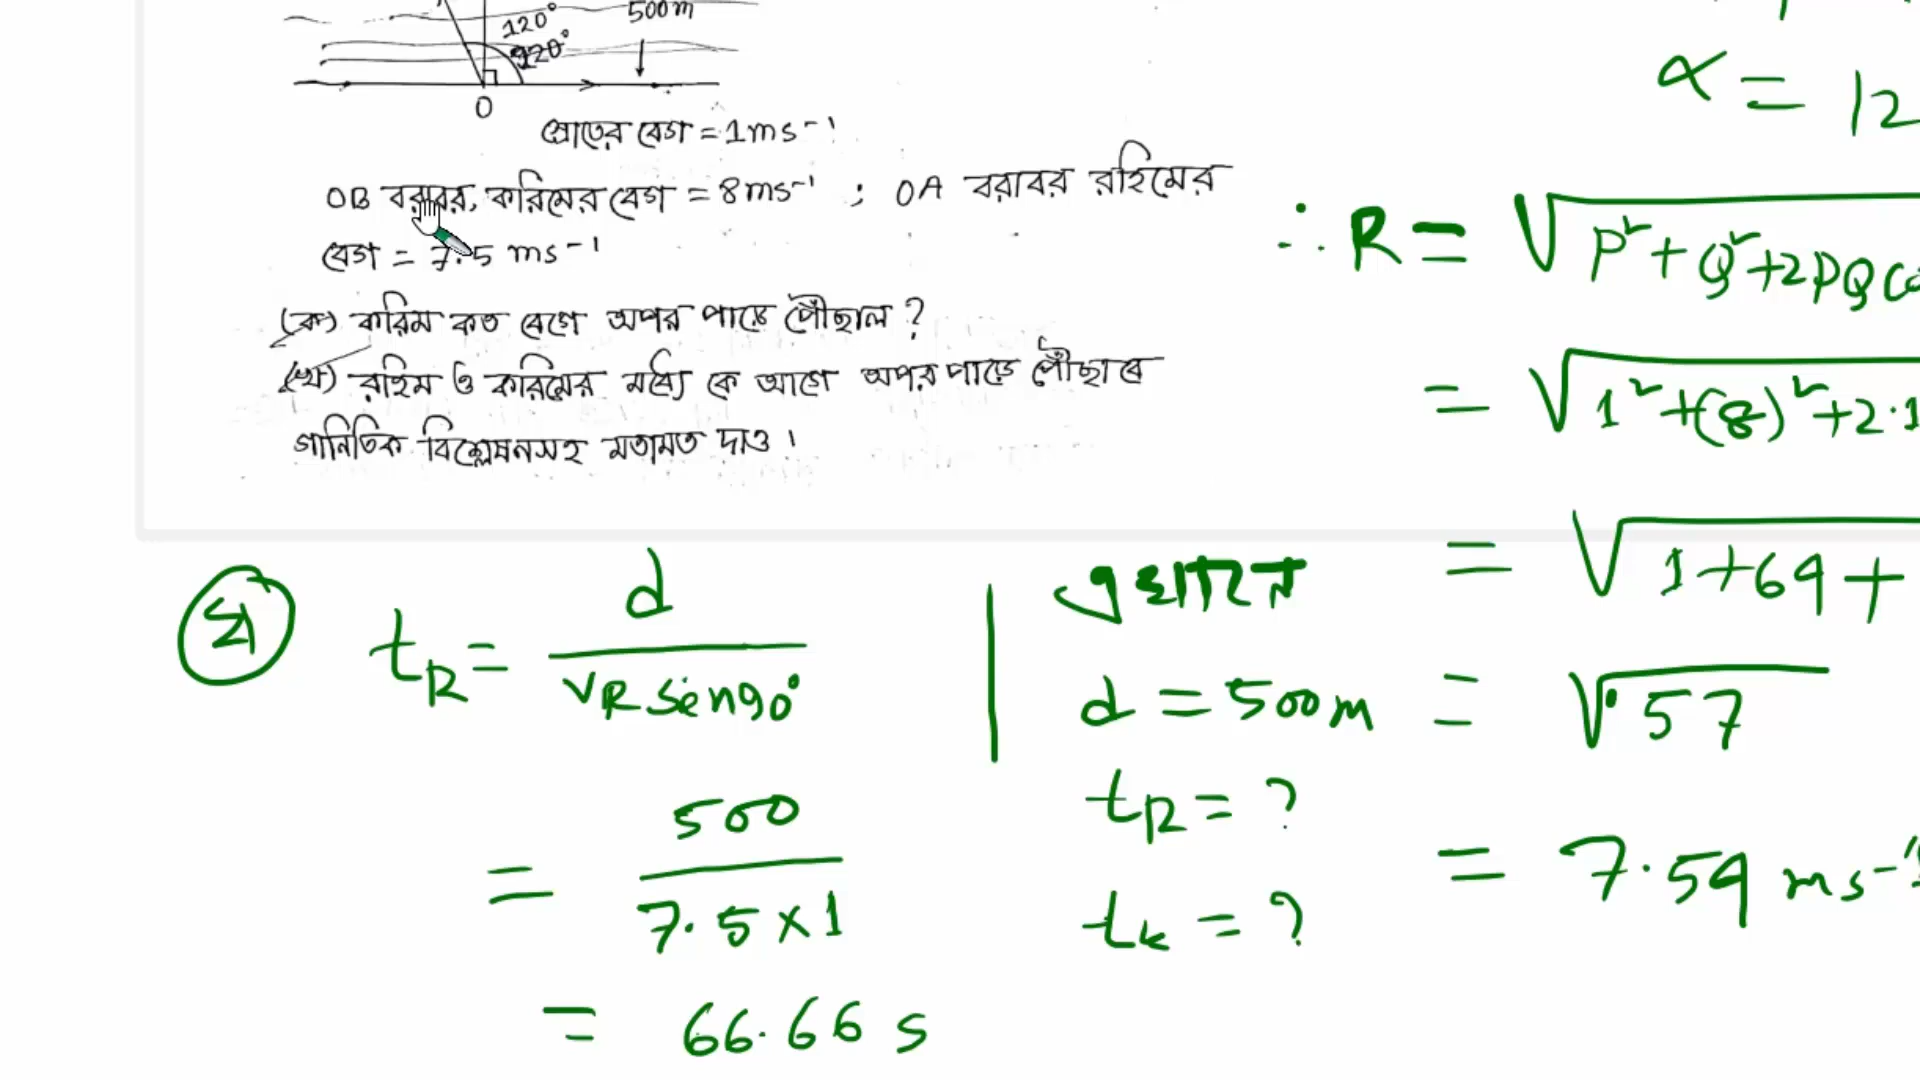 120°
500m
120°
O
স্রোতের বেগ = 1ms⁻¹
OB বরাবর, করিমের বেগ = 8ms⁻¹ ; OA বরাবর রহিমের
বেগ = 7.5 ms⁻¹
(ক) করিম কত বেগে অপর পাড়ে পৌঁছাল ?
(খ) রহিম ও করিমের মধ্যে কে আগে অপর পাড়ে পৌঁছাবে
গানিতিক বিশ্লেষনসহ মতামত দাও ।
α = 12
∴ R = √P² + Q² + 2PQ co
= √1² + (8)² + 2·1
= √1+64+
= √57
= 7.54 ms⁻¹
t_R = d / v_R sin90°
= 500 / 7.5 × 1
= 66.66 s
এখানে
d = 500m
t_R = ?
t_k = ?